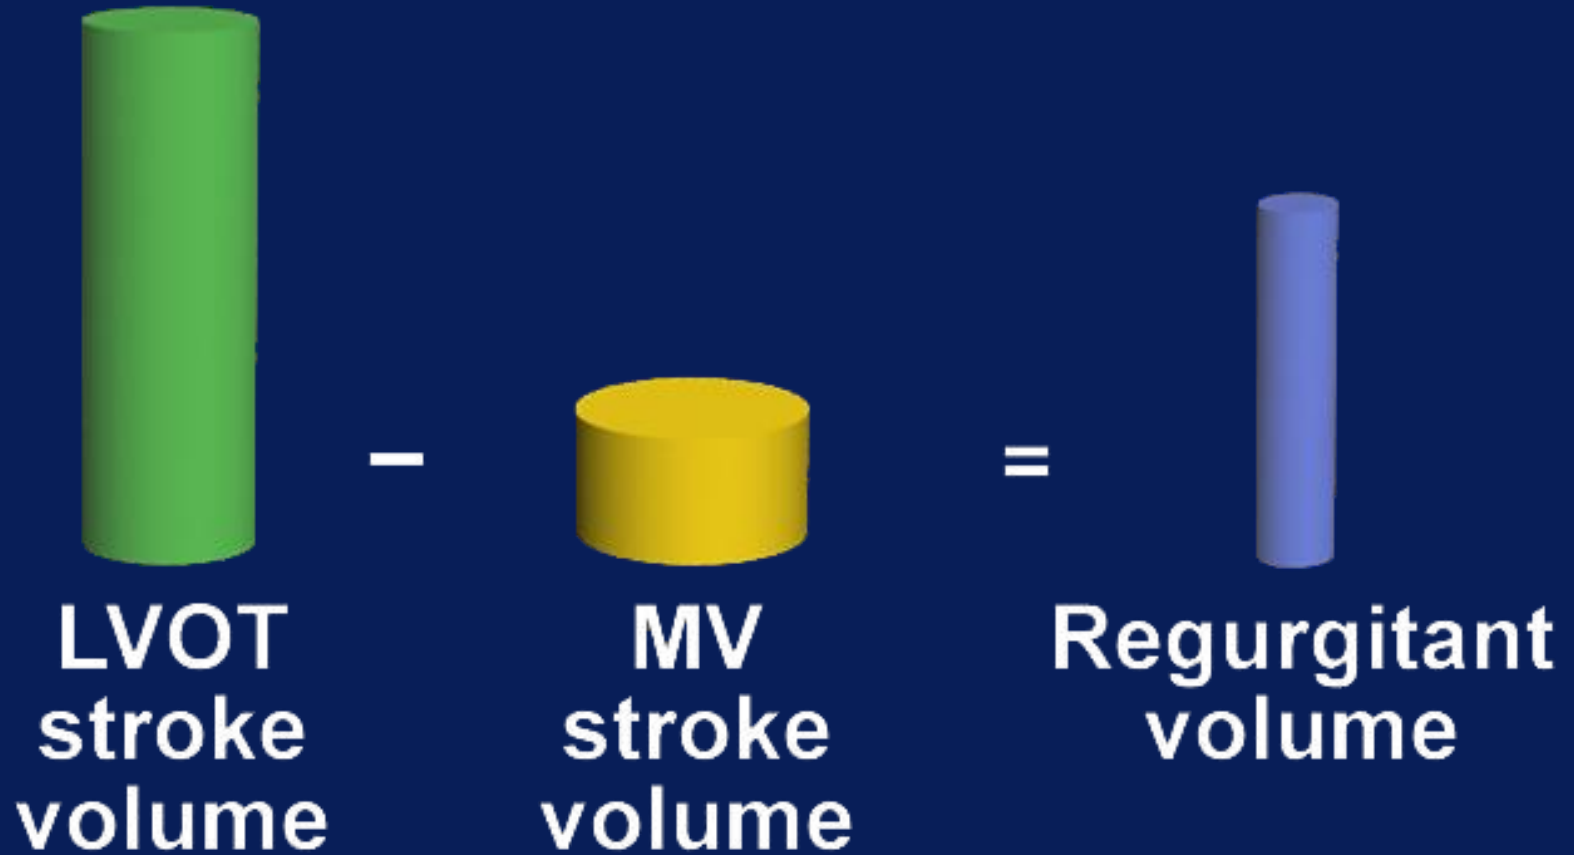 LVOT
stroke
volume
–
MV
stroke
volume
=
Regurgitant
volume